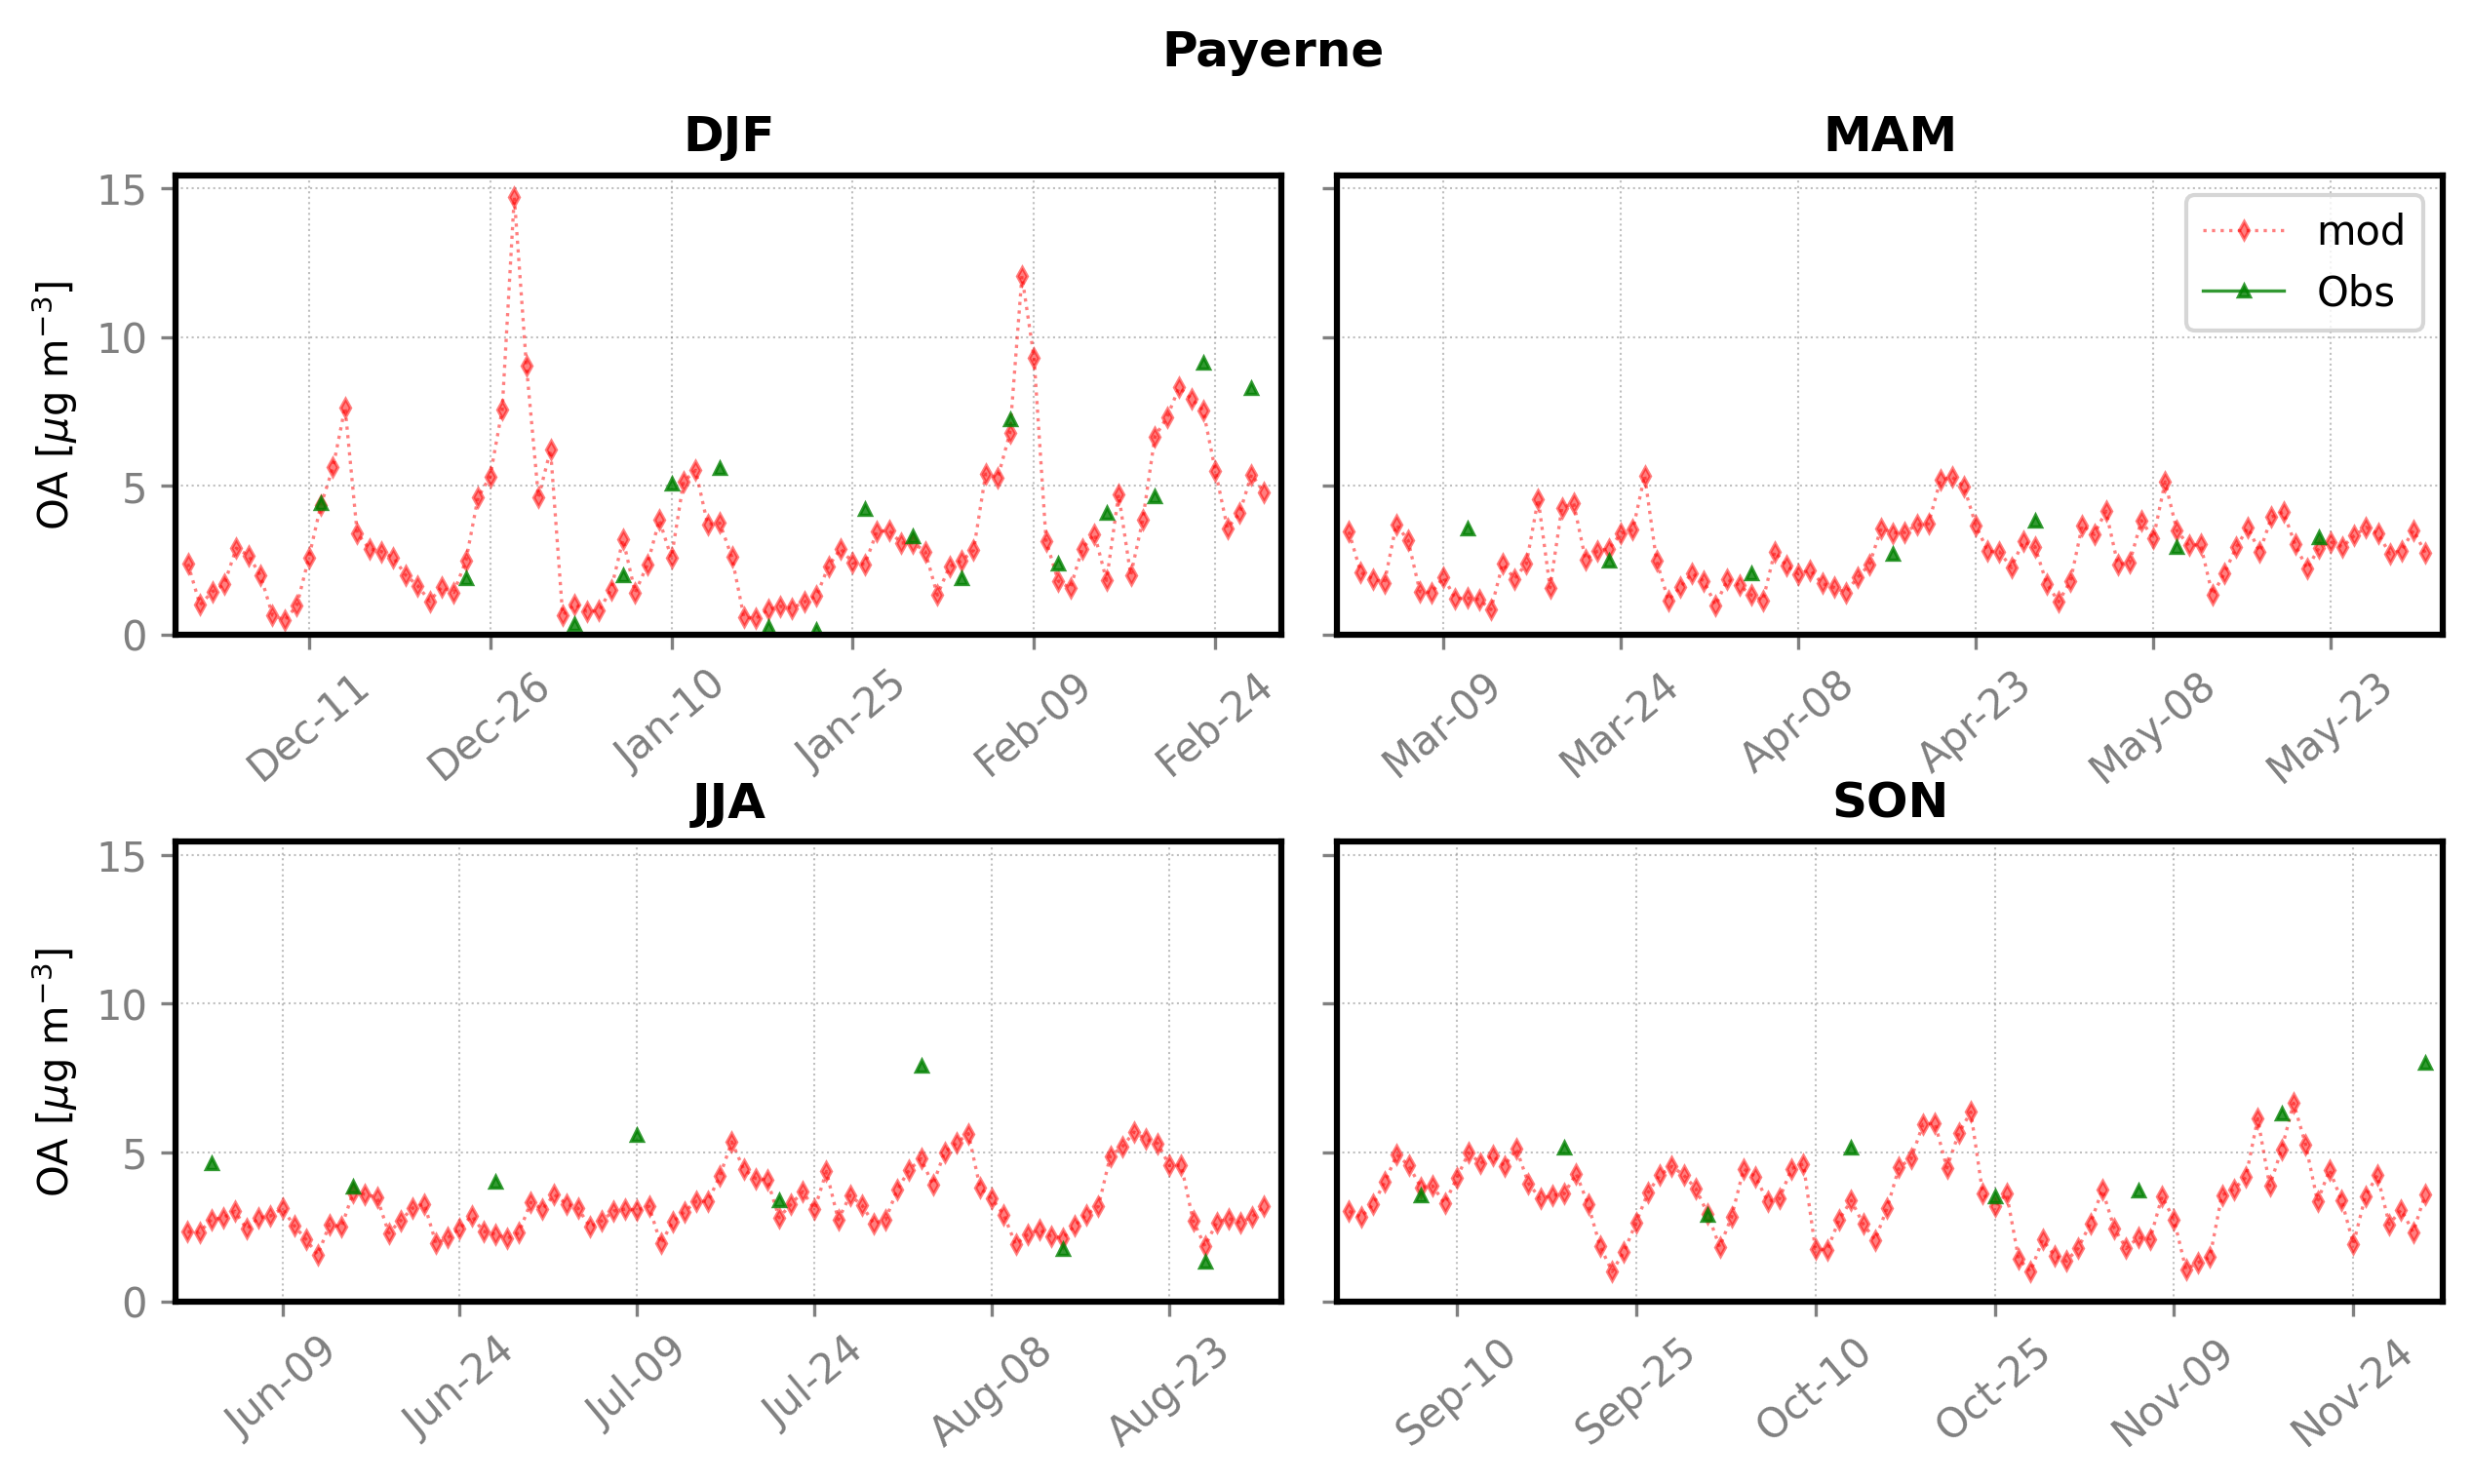 Payerne
DJF
MAM
OA [μg m⁻³]
15
10
5
0
mod
Obs
Dec-11
Dec-26
Jan-10
Jan-25
Feb-09
Feb-24
Mar-09
Mar-24
Apr-08
Apr-23
May-08
May-23
JJA
SON
OA [μg m⁻³]
15
10
5
0
Jun-09
Jun-24
Jul-09
Jul-24
Aug-08
Aug-23
Sep-10
Sep-25
Oct-10
Oct-25
Nov-09
Nov-24